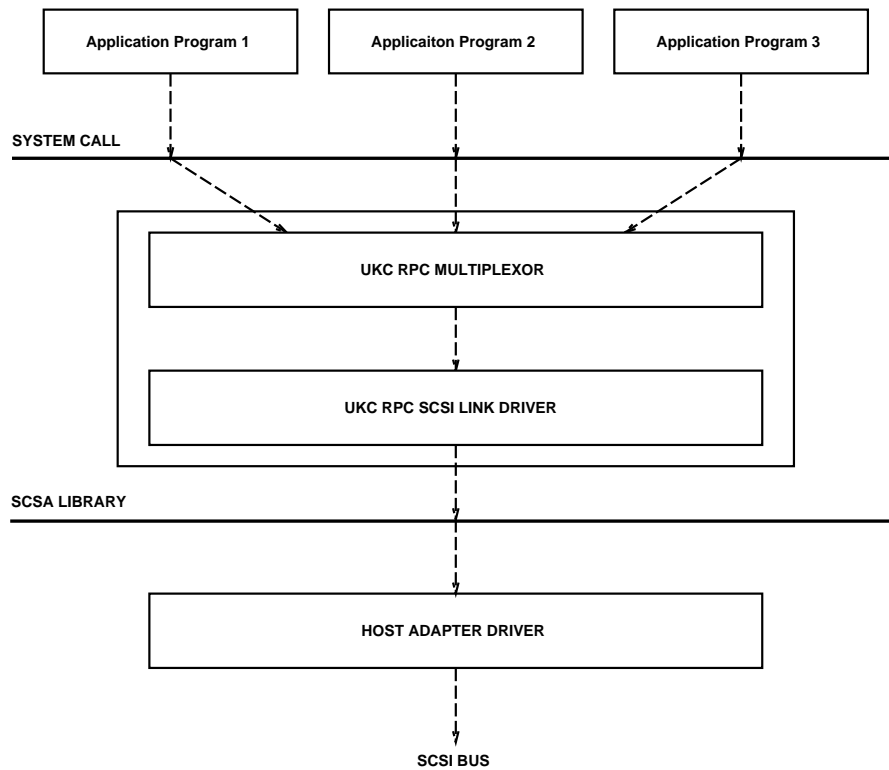 Application Program 1
Applicaiton Program 2
Application Program 3
SYSTEM CALL
UKC RPC MULTIPLEXOR
UKC RPC SCSI LINK DRIVER
SCSA LIBRARY
HOST ADAPTER DRIVER
SCSI BUS